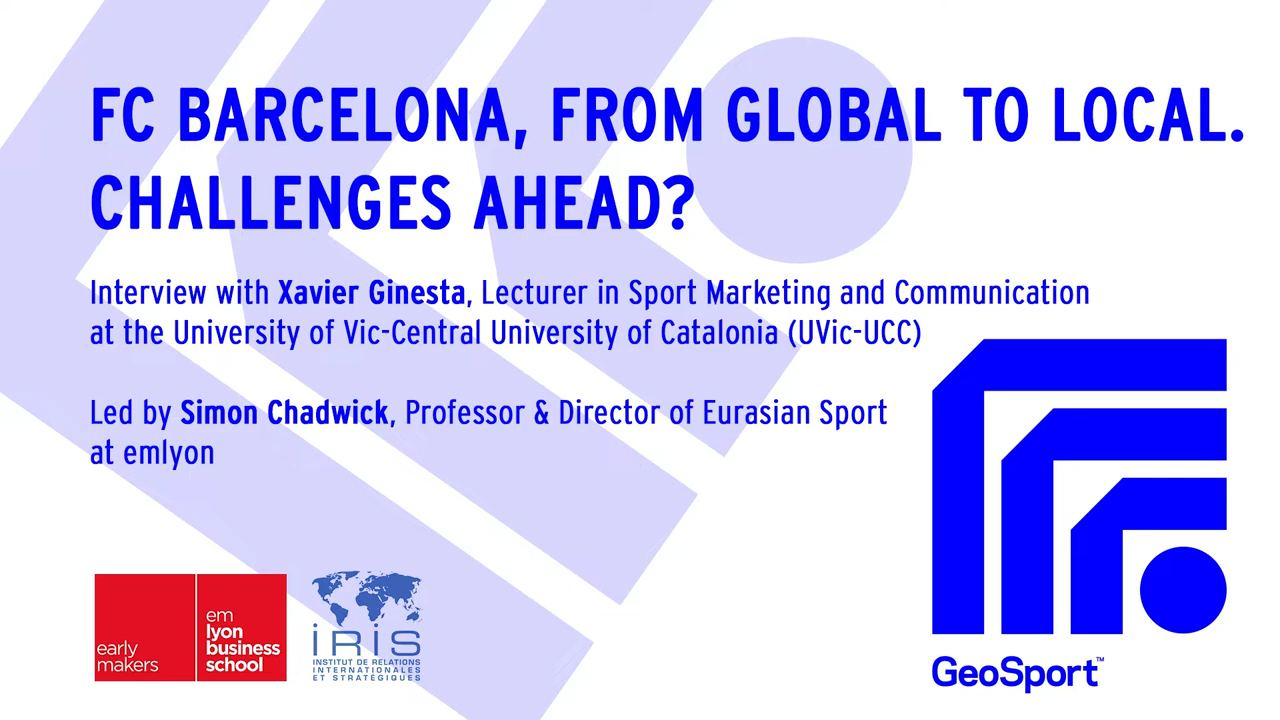 FC BARCELONA, FROM GLOBAL TO LOCAL.
CHALLENGES AHEAD?
Interview with Xavier Ginesta, Lecturer in Sport Marketing and Communication
at the University of Vic-Central University of Catalonia (UVic-UCC)
Led by Simon Chadwick, Professor & Director of Eurasian Sport
at emlyon
early
makers
em
lyon
business
school
iRiS
INSTITUT DE RELATIONS
INTERNATIONALES
ET STRATÉGIQUES
GeoSport™